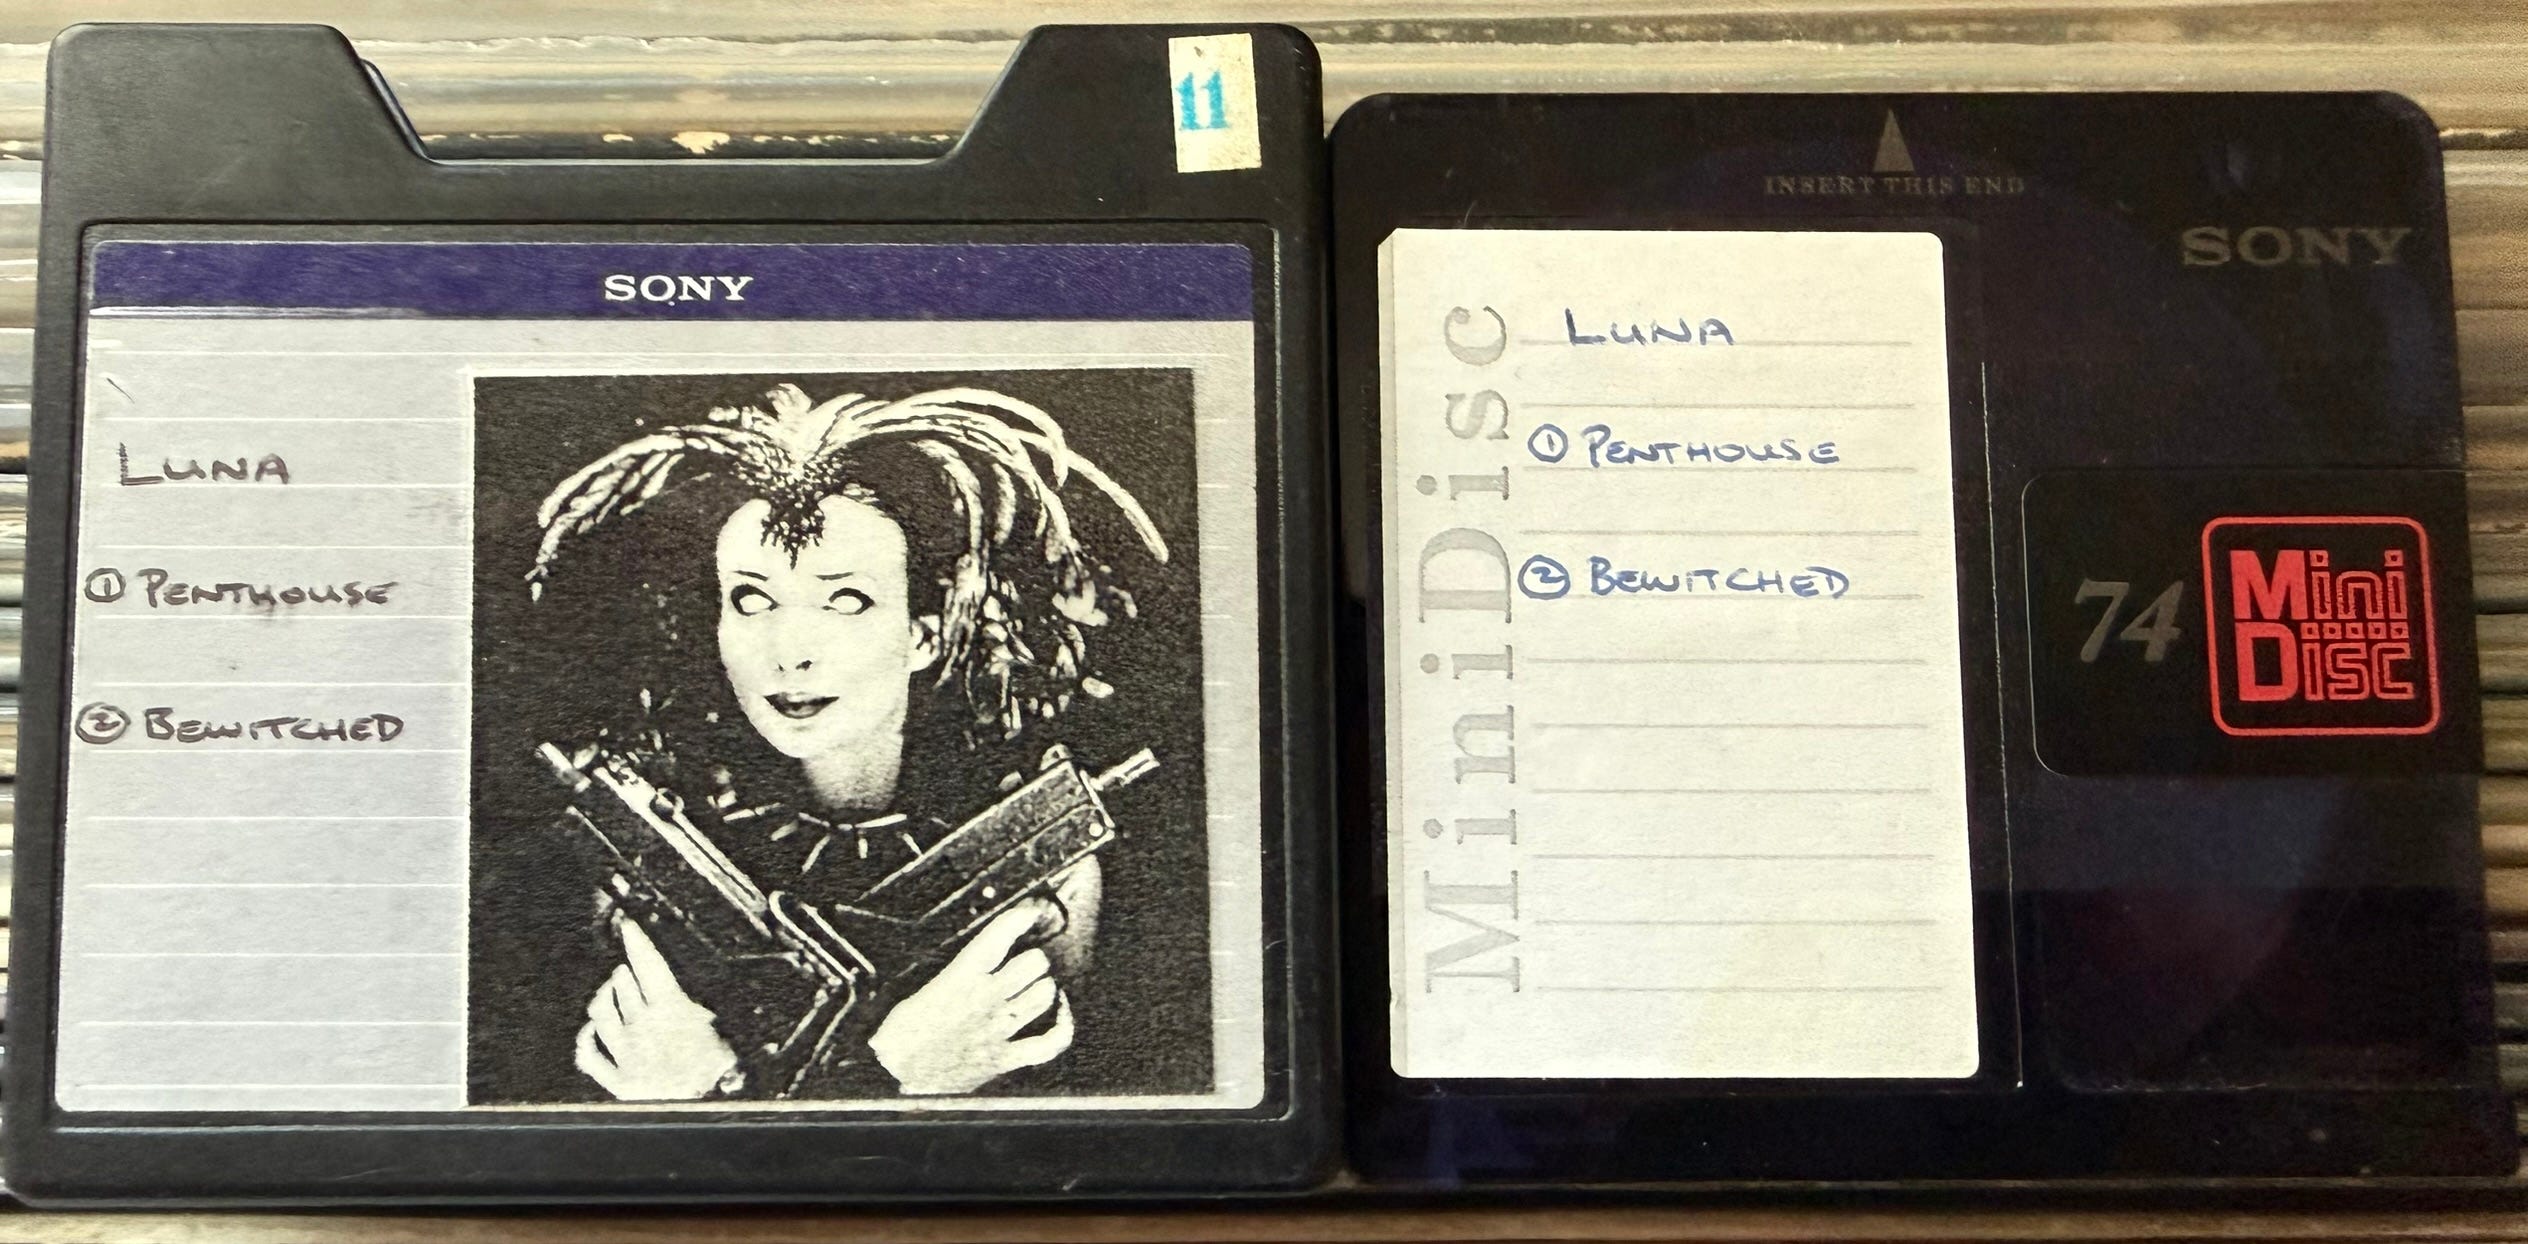 11
SONY
LUNA
① PENTHOUSE
② BEWITCHED
INSERT THIS END
SONY
MiniDisc
LUNA
① PENTHOUSE
② BEWITCHED
74
Mini
Disc